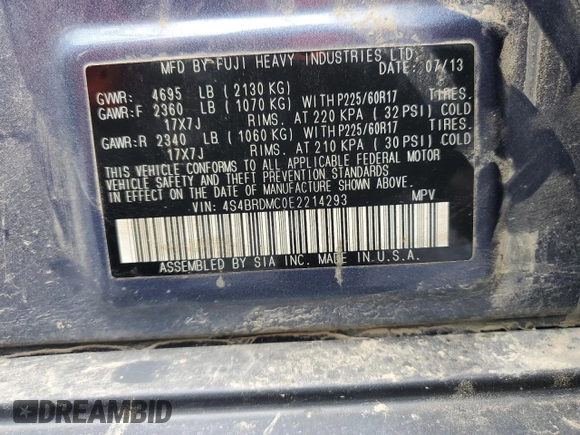 MFD BY FUJI HEAVY INDUSTRIES LTD.
DATE: 07/13
GVWR: 4695 LB (2130 KG)
GAWR:F 2360 LB (1070 KG) WITH P225/60R17 TIRES.
17X7J RIMS. AT 220 KPA (32 PSI) COLD
GAWR:R 2340 LB (1060 KG) WITH P225/60R17 TIRES.
17X7J RIMS. AT 210 KPA (30 PSI) COLD
THIS VEHICLE CONFORMS TO ALL APPLICABLE FEDERAL MOTOR
VEHICLE SAFETY AND THEFT PREVENTION STANDARDS
IN EFFECT ON THE DATE OF MANUFACTURE SHOWN ABOVE.
VIN: 4S4BRDMC0E2214293 MPV
ASSEMBLED BY SIA INC. MADE IN U.S.A.
DREAMBID